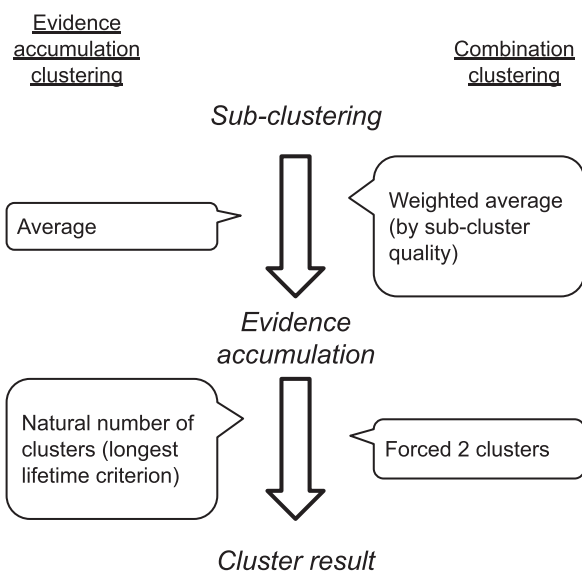 Evidence
accumulation
clustering
Combination
clustering
Sub-clustering
Average
Weighted average
(by sub-cluster
quality)
Evidence
accumulation
Natural number of
clusters (longest
lifetime criterion)
Forced 2 clusters
Cluster result